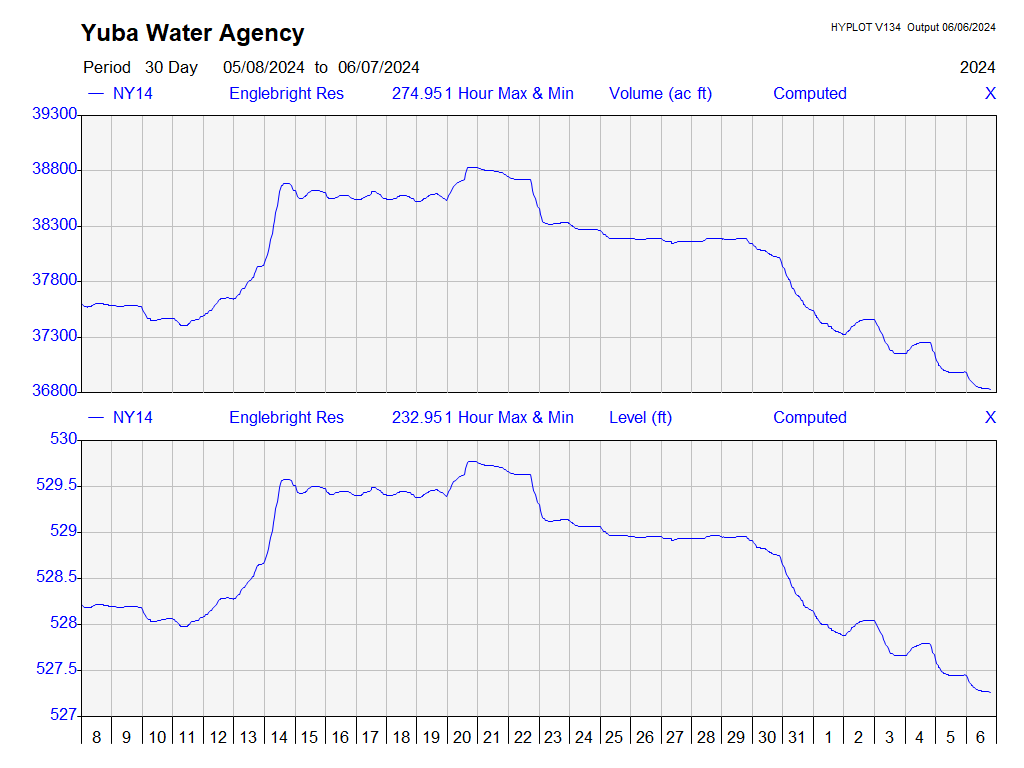 Yuba Water Agency
HYPLOT V134 Output 06/06/2024
Period 30 Day 05/08/2024 to 06/07/2024
2024
NY14 Englebright Res 274.951 Hour Max & Min Volume (ac ft) Computed X
39300
38800
38300
37800
37300
36800
NY14 Englebright Res 232.951 Hour Max & Min Level (ft) Computed X
530
529.5
529
528.5
528
527.5
527
8 9 10 11 12 13 14 15 16 17 18 19 20 21 22 23 24 25 26 27 28 29 30 31 1 2 3 4 5 6